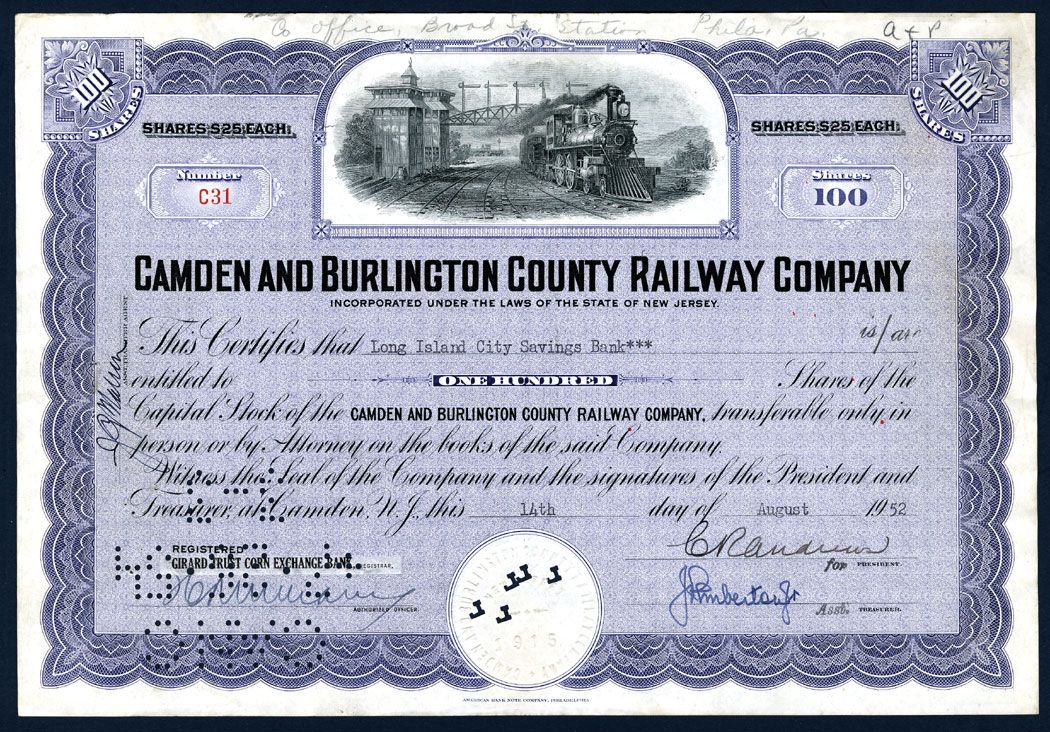 Co Office, Broad St. Station Phila. Pa. A & P
100 SHARES
100 SHARES
SHARES $25 EACH.
SHARES $25 EACH.
Number
C31
Shares
100
CAMDEN AND BURLINGTON COUNTY RAILWAY COMPANY
INCORPORATED UNDER THE LAWS OF THE STATE OF NEW JERSEY.
This Certifies that Long Island City Savings Bank*** is/are
entitled to ONE HUNDRED Shares of the
Capital Stock of the CAMDEN AND BURLINGTON COUNTY RAILWAY COMPANY, transferable only in
person or by Attorney on the books of the said Company.
Witness the Seal of the Company and the signatures of the President and
Treasurer, at Camden, N.J., this 14th day of August 1952
REGISTERED
GIRARD TRUST CORN EXCHANGE BANK, REGISTRAR.
AUTHORIZED OFFICER.
C R Andrews
for PRESIDENT.
J Pemberton Jr
Asst. TREASURER.
1915
AMERICAN BANK NOTE COMPANY, PHILADELPHIA.